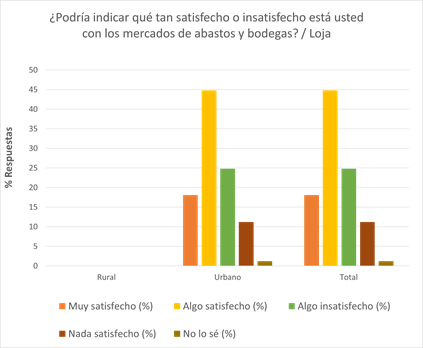 ¿Podría indicar qué tan satisfecho o insatisfecho está usted
con los mercados de abastos y bodegas? / Loja
% Respuestas
50
45
40
35
30
25
20
15
10
5
0
Rural
Urbano
Total
Muy satisfecho (%)
Algo satisfecho (%)
Algo insatisfecho (%)
Nada satisfecho (%)
No lo sé (%)